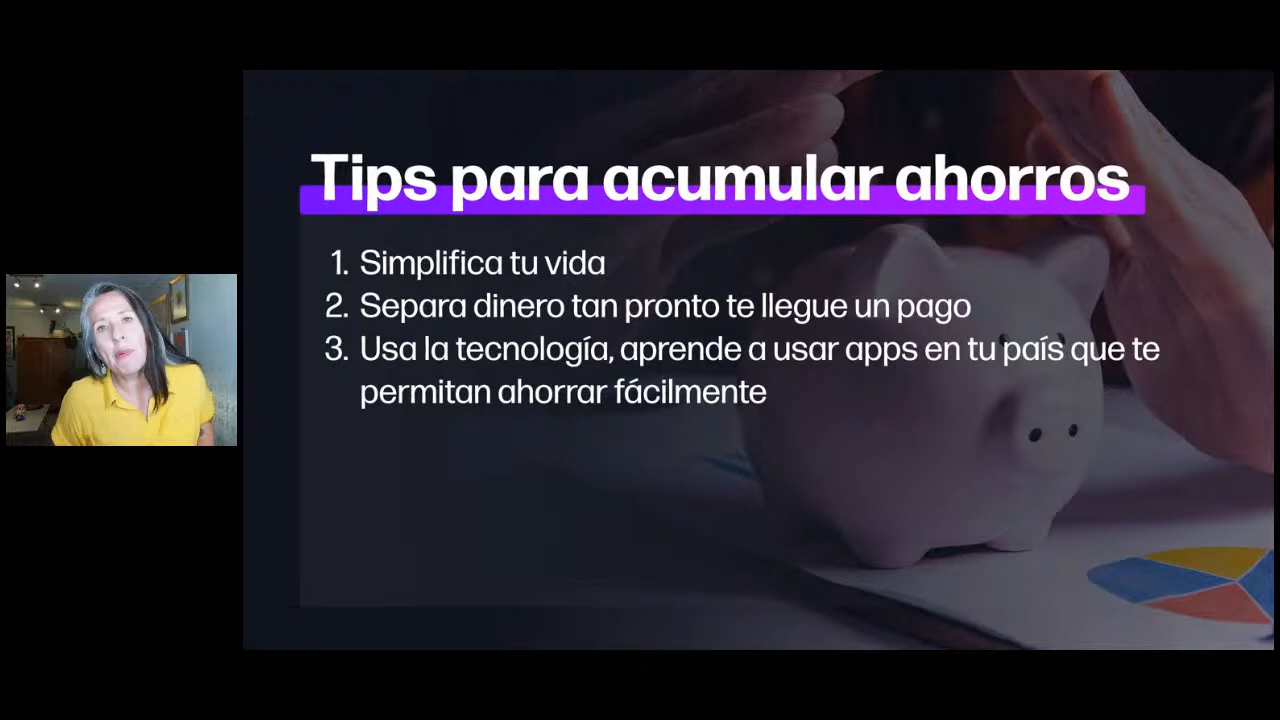 Tips para acumular ahorros
1. Simplifica tu vida
2. Separa dinero tan pronto te llegue un pago
3. Usa la tecnología, aprende a usar apps en tu país que te
permitan ahorrar fácilmente